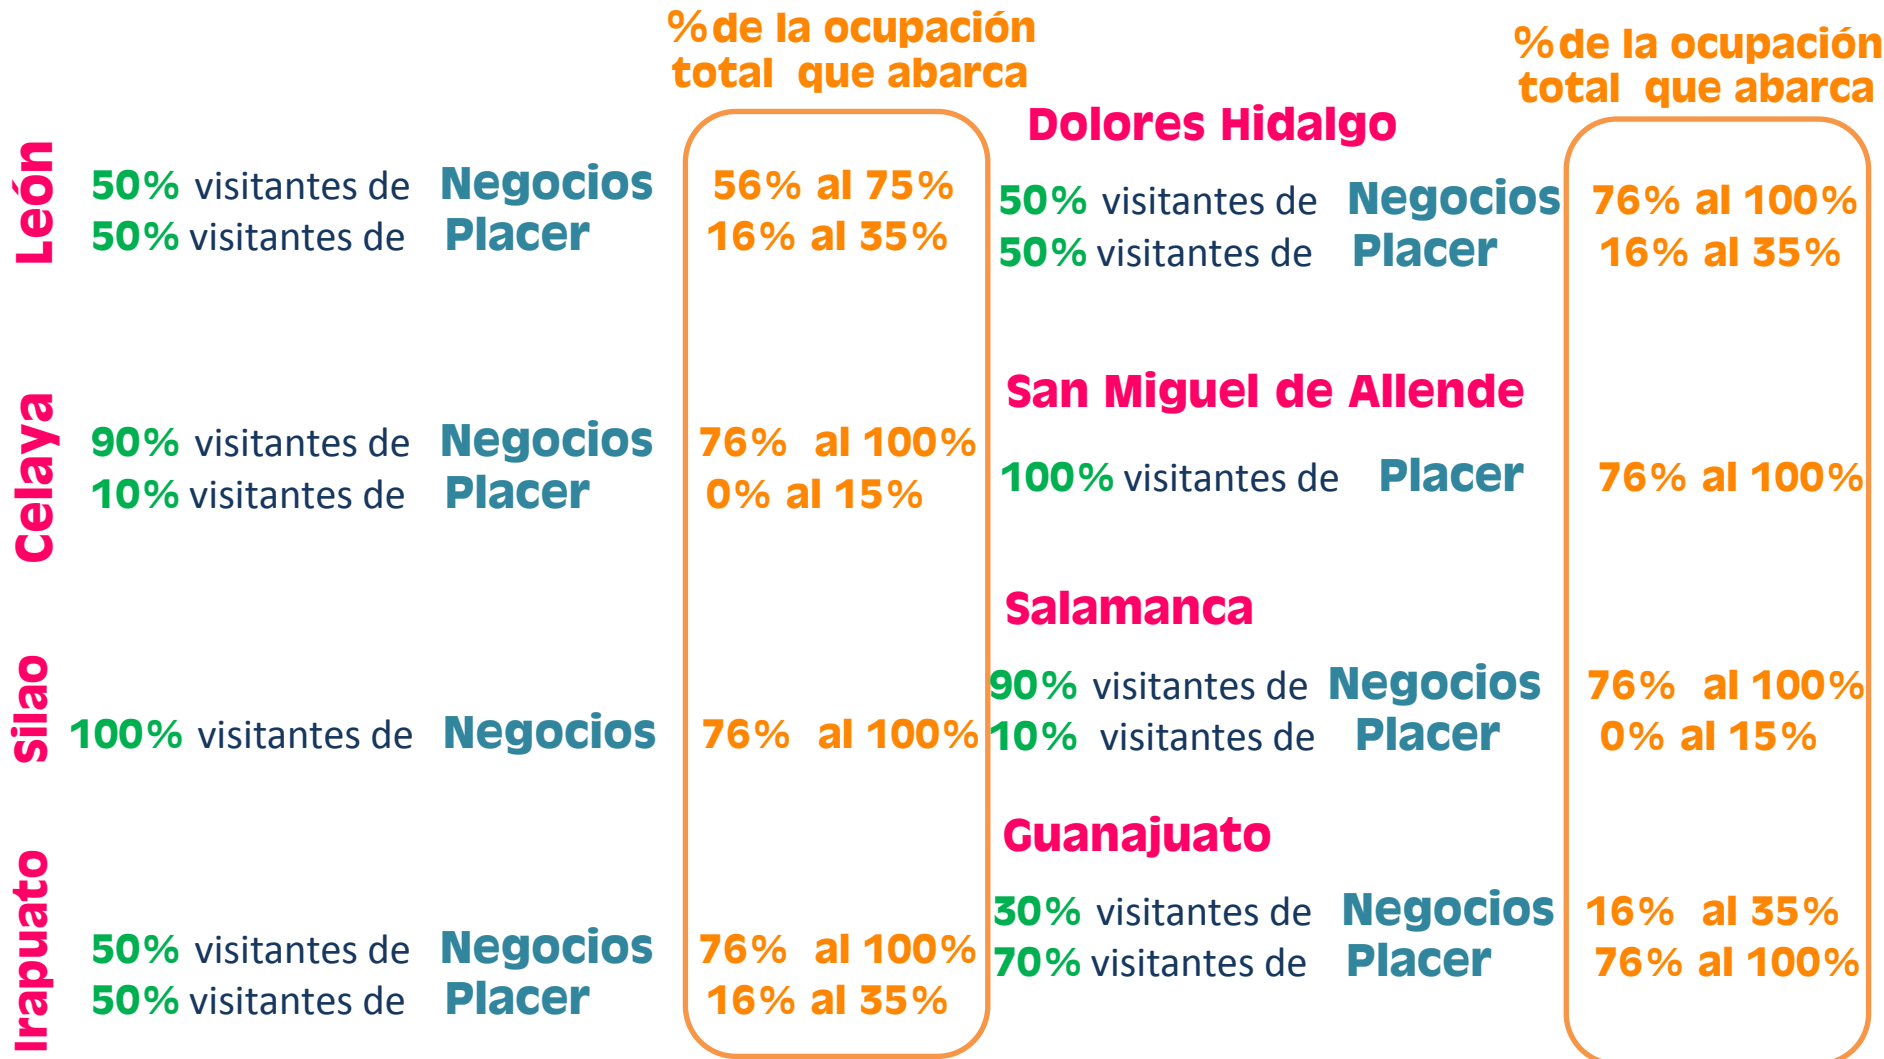 %de la ocupación
total que abarca
León
50% visitantes de Negocios 56% al 75%
50% visitantes de Placer 16% al 35%
Celaya
90% visitantes de Negocios 76% al 100%
10% visitantes de Placer 0% al 15%
Silao
100% visitantes de Negocios 76% al 100%
Irapuato
50% visitantes de Negocios 76% al 100%
50% visitantes de Placer 16% al 35%
%de la ocupación
total que abarca
Dolores Hidalgo
50% visitantes de Negocios 76% al 100%
50% visitantes de Placer 16% al 35%
San Miguel de Allende
100% visitantes de Placer 76% al 100%
Salamanca
90% visitantes de Negocios 76% al 100%
10% visitantes de Placer 0% al 15%
Guanajuato
30% visitantes de Negocios 16% al 35%
70% visitantes de Placer 76% al 100%